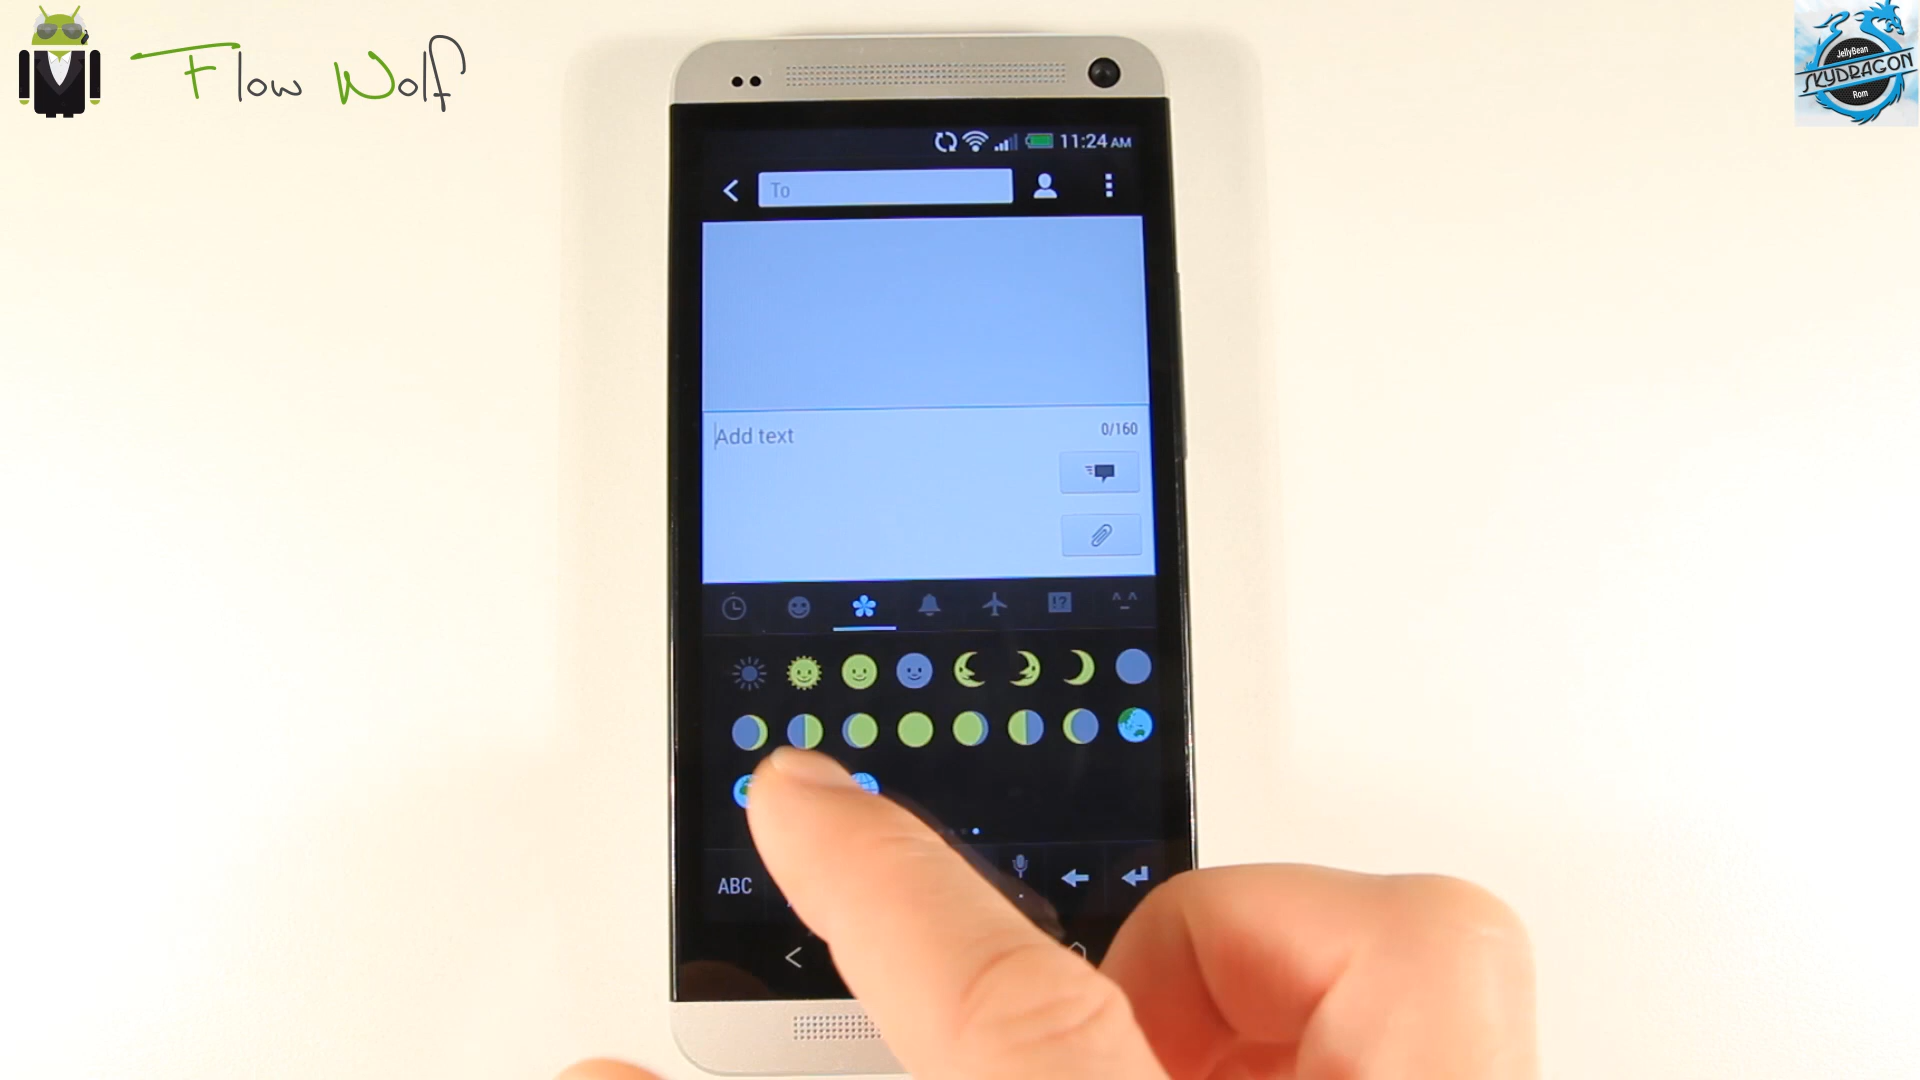 Flow Wolf
JellyBean
SKYDRAGON
Rom
11:24 AM
To
Add text
0/160
!?
^_^
ABC